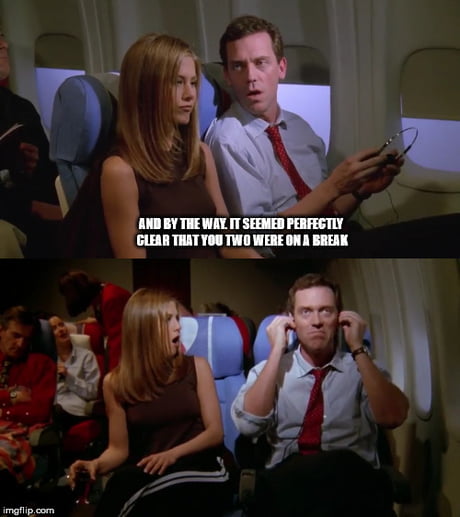 AND BY THE WAY. IT SEEMED PERFECTLY
CLEAR THAT YOU TWO WERE ON A BREAK
imgflip.com